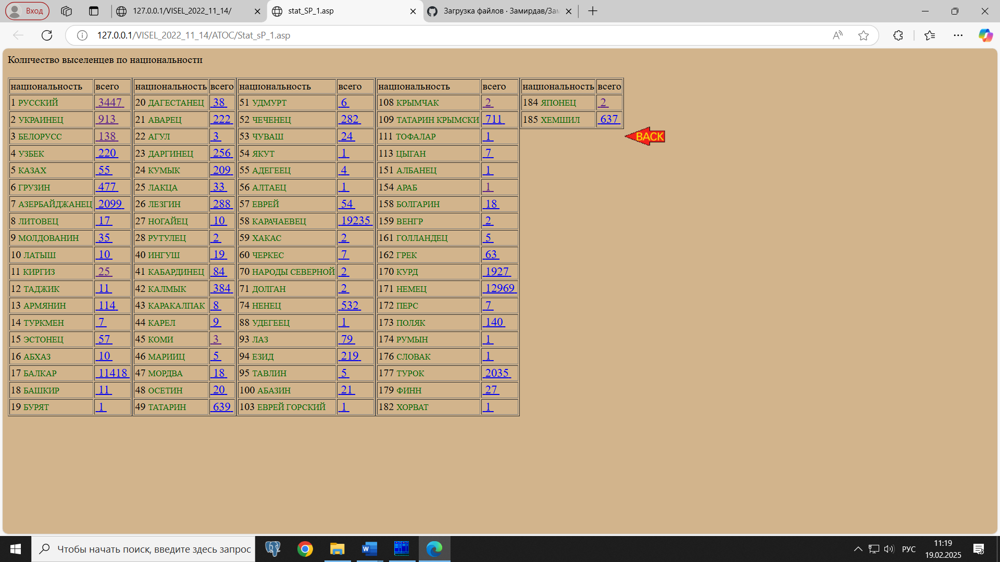 Вход
127.0.0.1/VISEL_2022_11_14/
stat_SP_1.asp
Загрузка файлов · Замирдав/Зам
127.0.0.1/VISEL_2022_11_14/ATOC/Stat_sP_1.asp
Количество выселенцев по национальности
национальность всего национальность всего национальность всего национальность всего национальность всего
1 РУССКИЙ 3447 20 ДАГЕСТАНЕЦ 38 51 УДМУРТ 6 108 КРЫМЧАК 2 184 ЯПОНЕЦ 2
2 УКРАИНЕЦ 913 21 АВАРЕЦ 222 52 ЧЕЧЕНЕЦ 282 109 ТАТАРИН КРЫМСКИ 711 185 ХЕМШИЛ 637
3 БЕЛОРУСС 138 22 АГУЛ 3 53 ЧУВАШ 24 111 ТОФАЛАР 1 BACK
4 УЗБЕК 220 23 ДАРГИНЕЦ 256 54 ЯКУТ 1 113 ЦЫГАН 7
5 КАЗАХ 55 24 КУМЫК 209 55 АДЕГЕЕЦ 4 151 АЛБАНЕЦ 1
6 ГРУЗИН 477 25 ЛАКЦА 33 56 АЛТАЕЦ 1 154 АРАБ 1
7 АЗЕРБАЙДЖАНЕЦ 2099 26 ЛЕЗГИН 288 57 ЕВРЕЙ 54 158 БОЛГАРИН 18
8 ЛИТОВЕЦ 17 27 НОГАЙЕЦ 10 58 КАРАЧАЕВЕЦ 19235 159 ВЕНГР 2
9 МОЛДОВАНИН 35 28 РУТУЛЕЦ 2 59 ХАКАС 2 161 ГОЛЛАНДЕЦ 5
10 ЛАТЫШ 10 40 ИНГУШ 19 60 ЧЕРКЕС 7 162 ГРЕК 63
11 КИРГИЗ 25 41 КАБАРДИНЕЦ 84 70 НАРОДЫ СЕВЕРНОЙ 2 170 КУРД 1927
12 ТАДЖИК 11 42 КАЛМЫК 384 71 ДОЛГАН 2 171 НЕМЕЦ 12969
13 АРМЯНИН 114 43 КАРАКАЛПАК 8 74 НЕНЕЦ 532 172 ПЕРС 7
14 ТУРКМЕН 7 44 КАРЕЛ 9 88 УДЕГЕЕЦ 1 173 ПОЛЯК 140
15 ЭСТОНЕЦ 57 45 КОМИ 3 93 ЛАЗ 79 174 РУМЫН 1
16 АБХАЗ 10 46 МАРИИЦ 5 94 ЕЗИД 219 176 СЛОВАК 1
17 БАЛКАР 11418 47 МОРДВА 18 95 ТАВЛИН 5 177 ТУРОК 2035
18 БАШКИР 11 48 ОСЕТИН 20 100 АБАЗИН 21 179 ФИНН 27
19 БУРЯТ 1 49 ТАТАРИН 639 103 ЕВРЕЙ ГОРСКИЙ 1 182 ХОРВАТ 1
Чтобы начать поиск, введите здесь запрос
РУС
11:19
19.02.2025